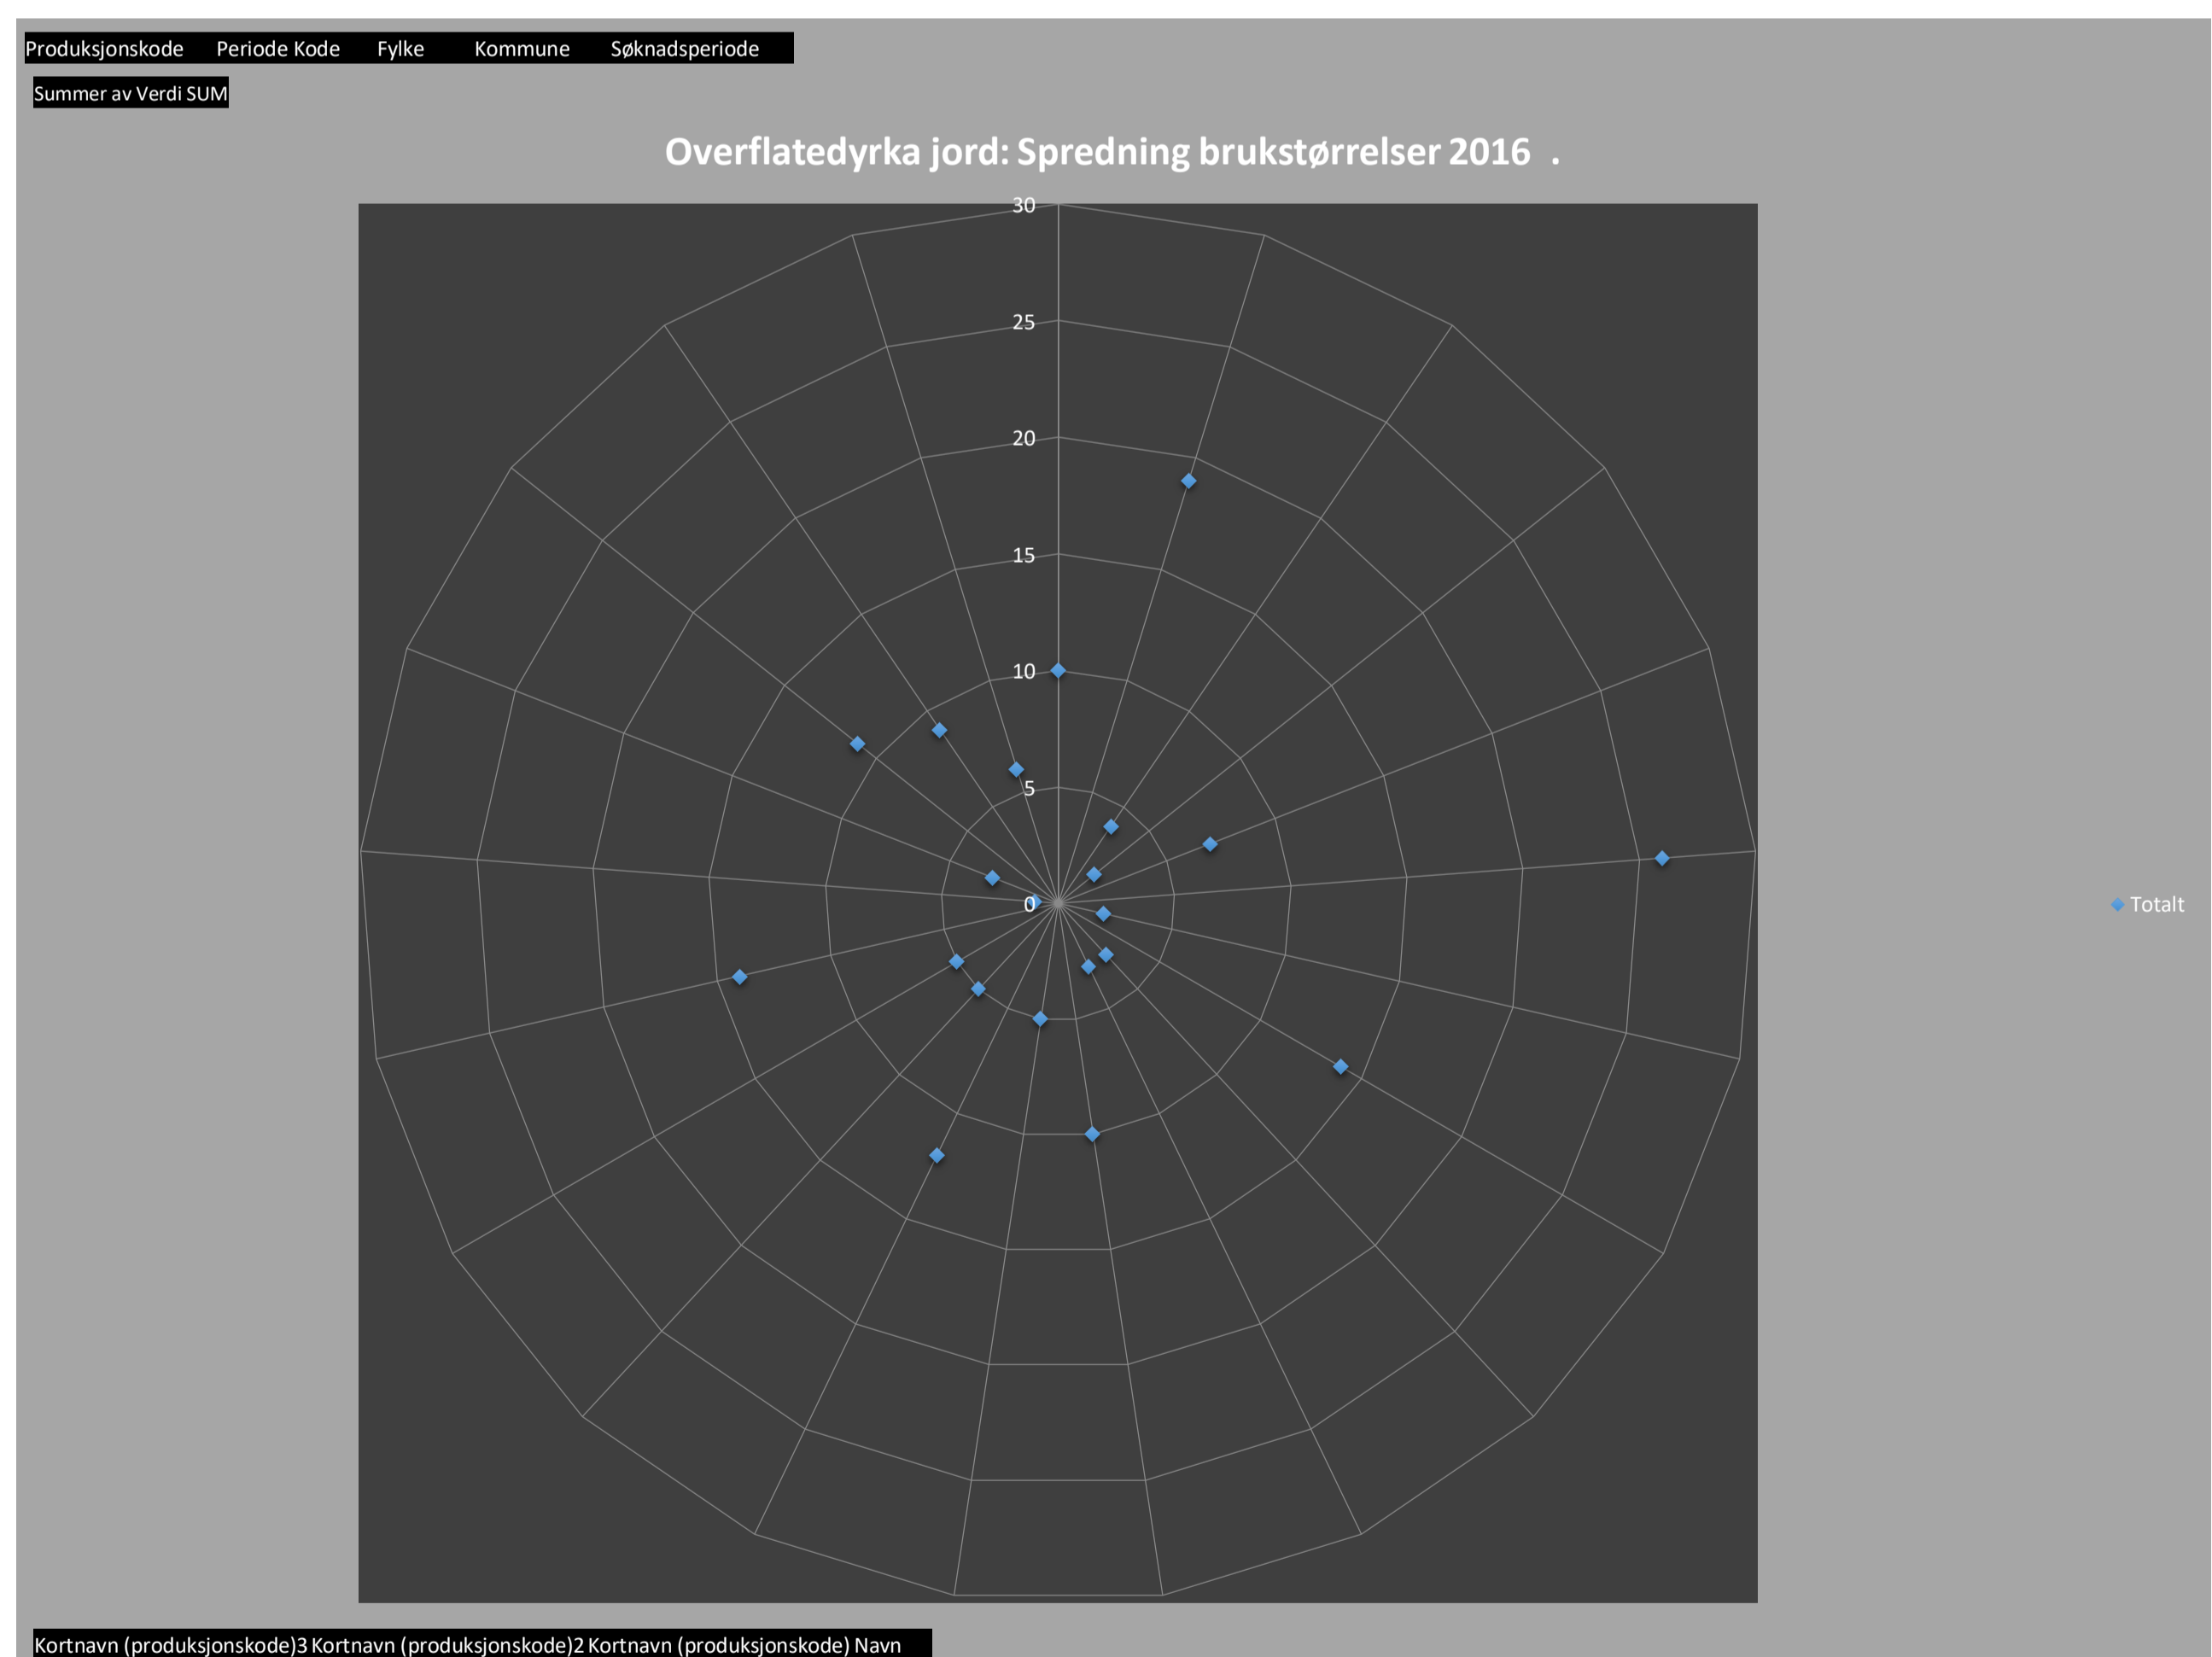 Produksjonskode Periode Kode Fylke Kommune Søknadsperiode
Summer av Verdi SUM
Overflatedyrka jord: Spredning brukstørrelser 2016 .
30
25
20
15
10
5
0
Totalt
Kortnavn (produksjonskode)3 Kortnavn (produksjonskode)2 Kortnavn (produksjonskode) Navn